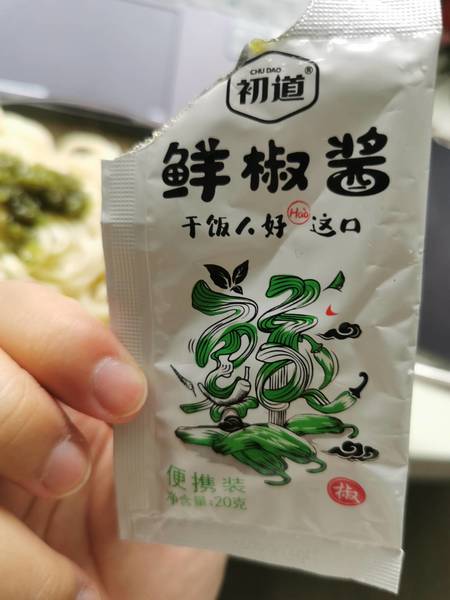 CHU DAO
初道®
鲜椒酱
干饭人好Hao这口
便携装
净含量:20克
椒